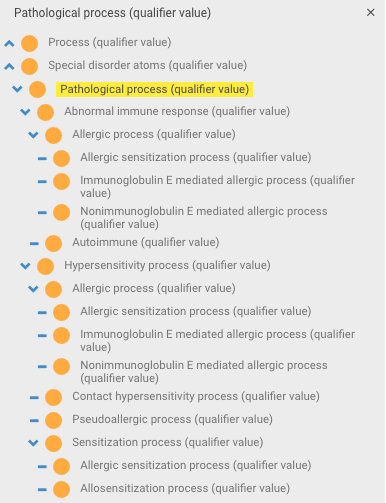 Pathological process (qualifier value)
Process (qualifier value)
Special disorder atoms (qualifier value)
Pathological process (qualifier value)
Abnormal immune response (qualifier value)
Allergic process (qualifier value)
Allergic sensitization process (qualifier value)
Immunoglobulin E mediated allergic process (qualifier
value)
Nonimmunoglobulin E mediated allergic process
(qualifier value)
Autoimmune (qualifier value)
Hypersensitivity process (qualifier value)
Allergic process (qualifier value)
Allergic sensitization process (qualifier value)
Immunoglobulin E mediated allergic process (qualifier
value)
Nonimmunoglobulin E mediated allergic process
(qualifier value)
Contact hypersensitivity process (qualifier value)
Pseudoallergic process (qualifier value)
Sensitization process (qualifier value)
Allergic sensitization process (qualifier value)
Allosensitization process (qualifier value)